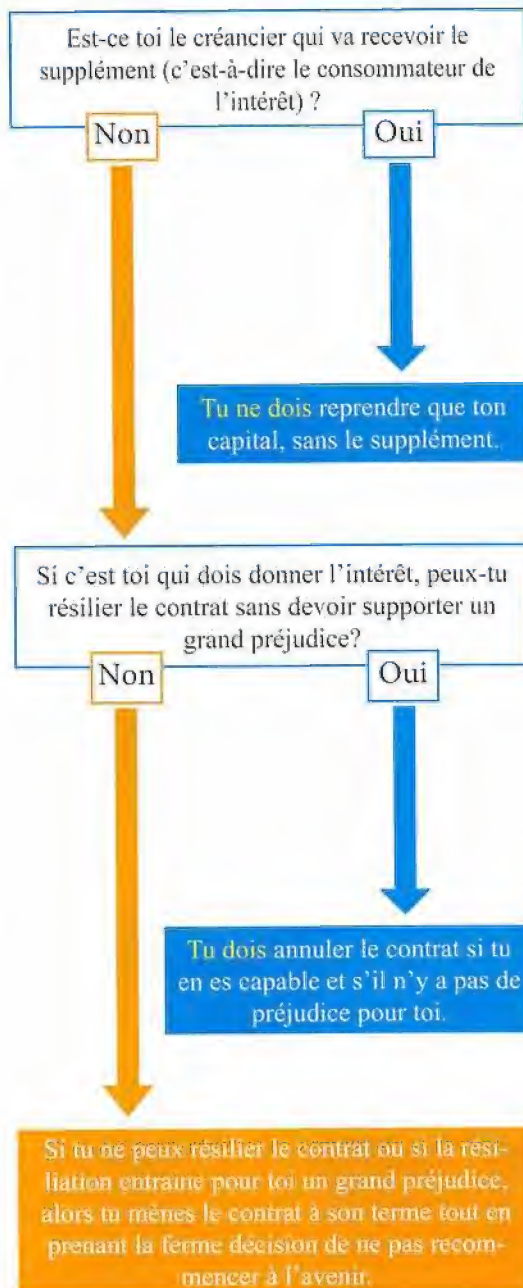 Est-ce toi le créancier qui va recevoir le
supplément (c'est-à-dire le consommateur de
l'intérêt) ?
Non
Oui
Tu ne dois reprendre que ton
capital, sans le supplément.
Si c'est toi qui dois donner l'intérêt, peux-tu
résilier le contrat sans devoir supporter un
grand préjudice?
Non
Oui
Tu dois annuler le contrat si tu
en es capable et s'il n'y a pas de
préjudice pour toi.
Si tu ne peux résilier le contrat ou si la rési-
liation entraine pour toi un grand préjudice,
alors tu mènes le contrat à son terme tout en
prenant la ferme décision de ne pas recom-
mencer à l'avenir.